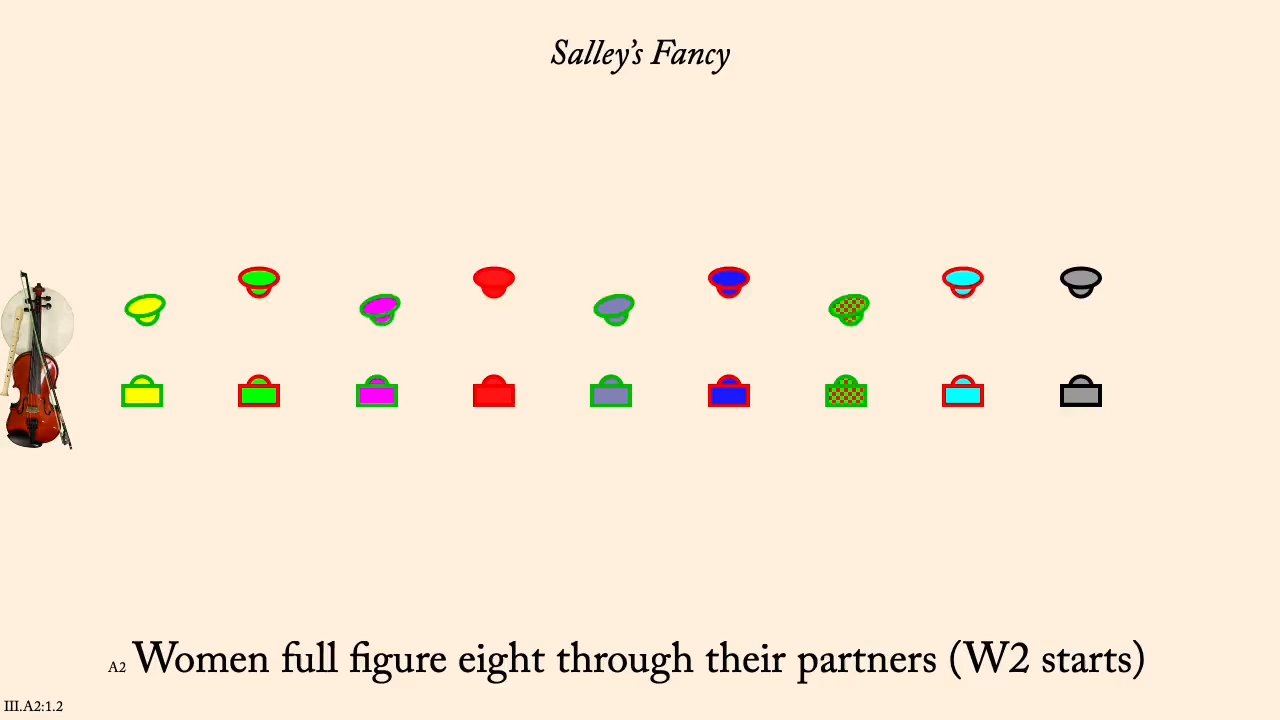 Salley’s Fancy
A2 Women full figure eight through their partners (W2 starts)
III.A2:1.2